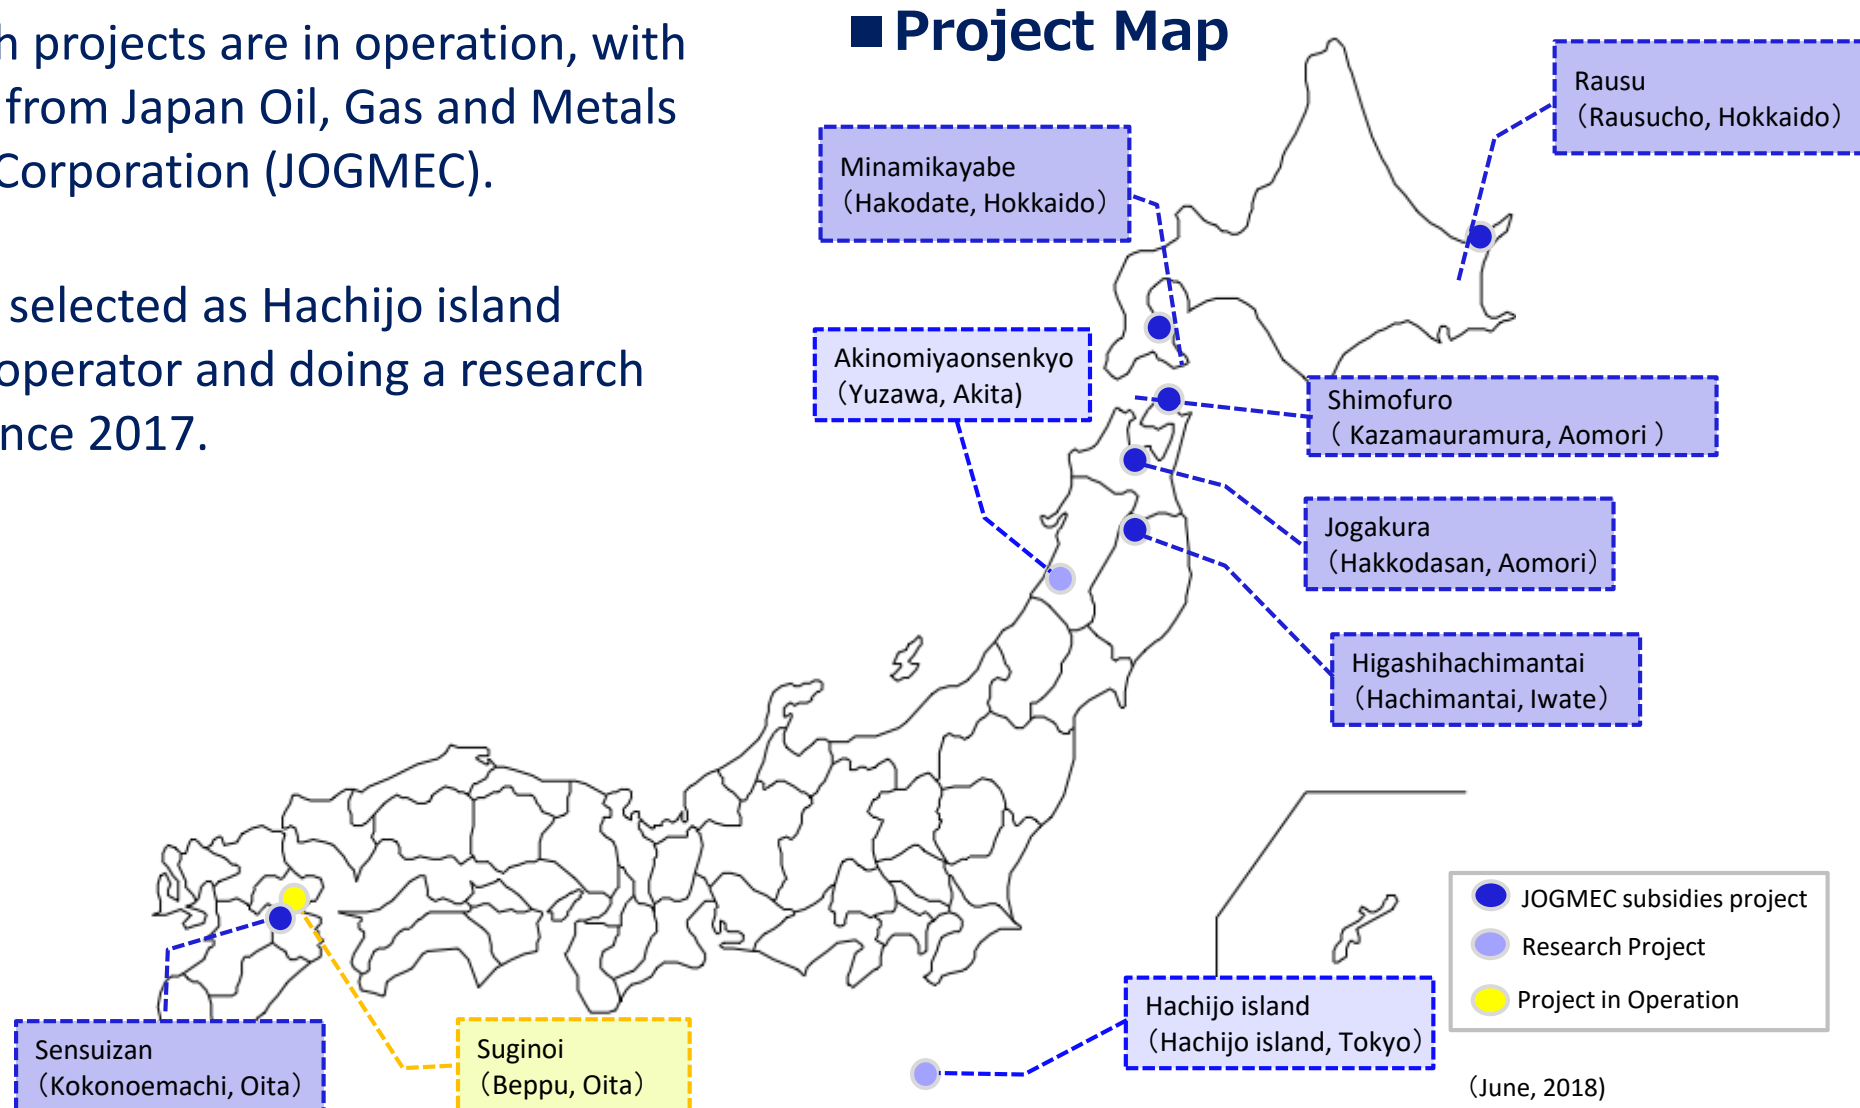 h projects are in operation, with
from Japan Oil, Gas and Metals
Corporation (JOGMEC).
selected as Hachijo island
operator and doing a research
nce 2017.
■Project Map
Rausu
（Rausucho, Hokkaido）
Minamikayabe
（Hakodate, Hokkaido）
Akinomiyaonsenkyo
（Yuzawa, Akita)
Shimofuro
（ Kazamauramura, Aomori ）
Jogakura
（Hakkodasan, Aomori）
Higashihachimantai
（Hachimantai, Iwate）
JOGMEC subsidies project
Research Project
Project in Operation
Hachijo island
（Hachijo island, Tokyo）
Sensuizan
（Kokonoemachi, Oita）
Suginoi
（Beppu, Oita）
（June, 2018)